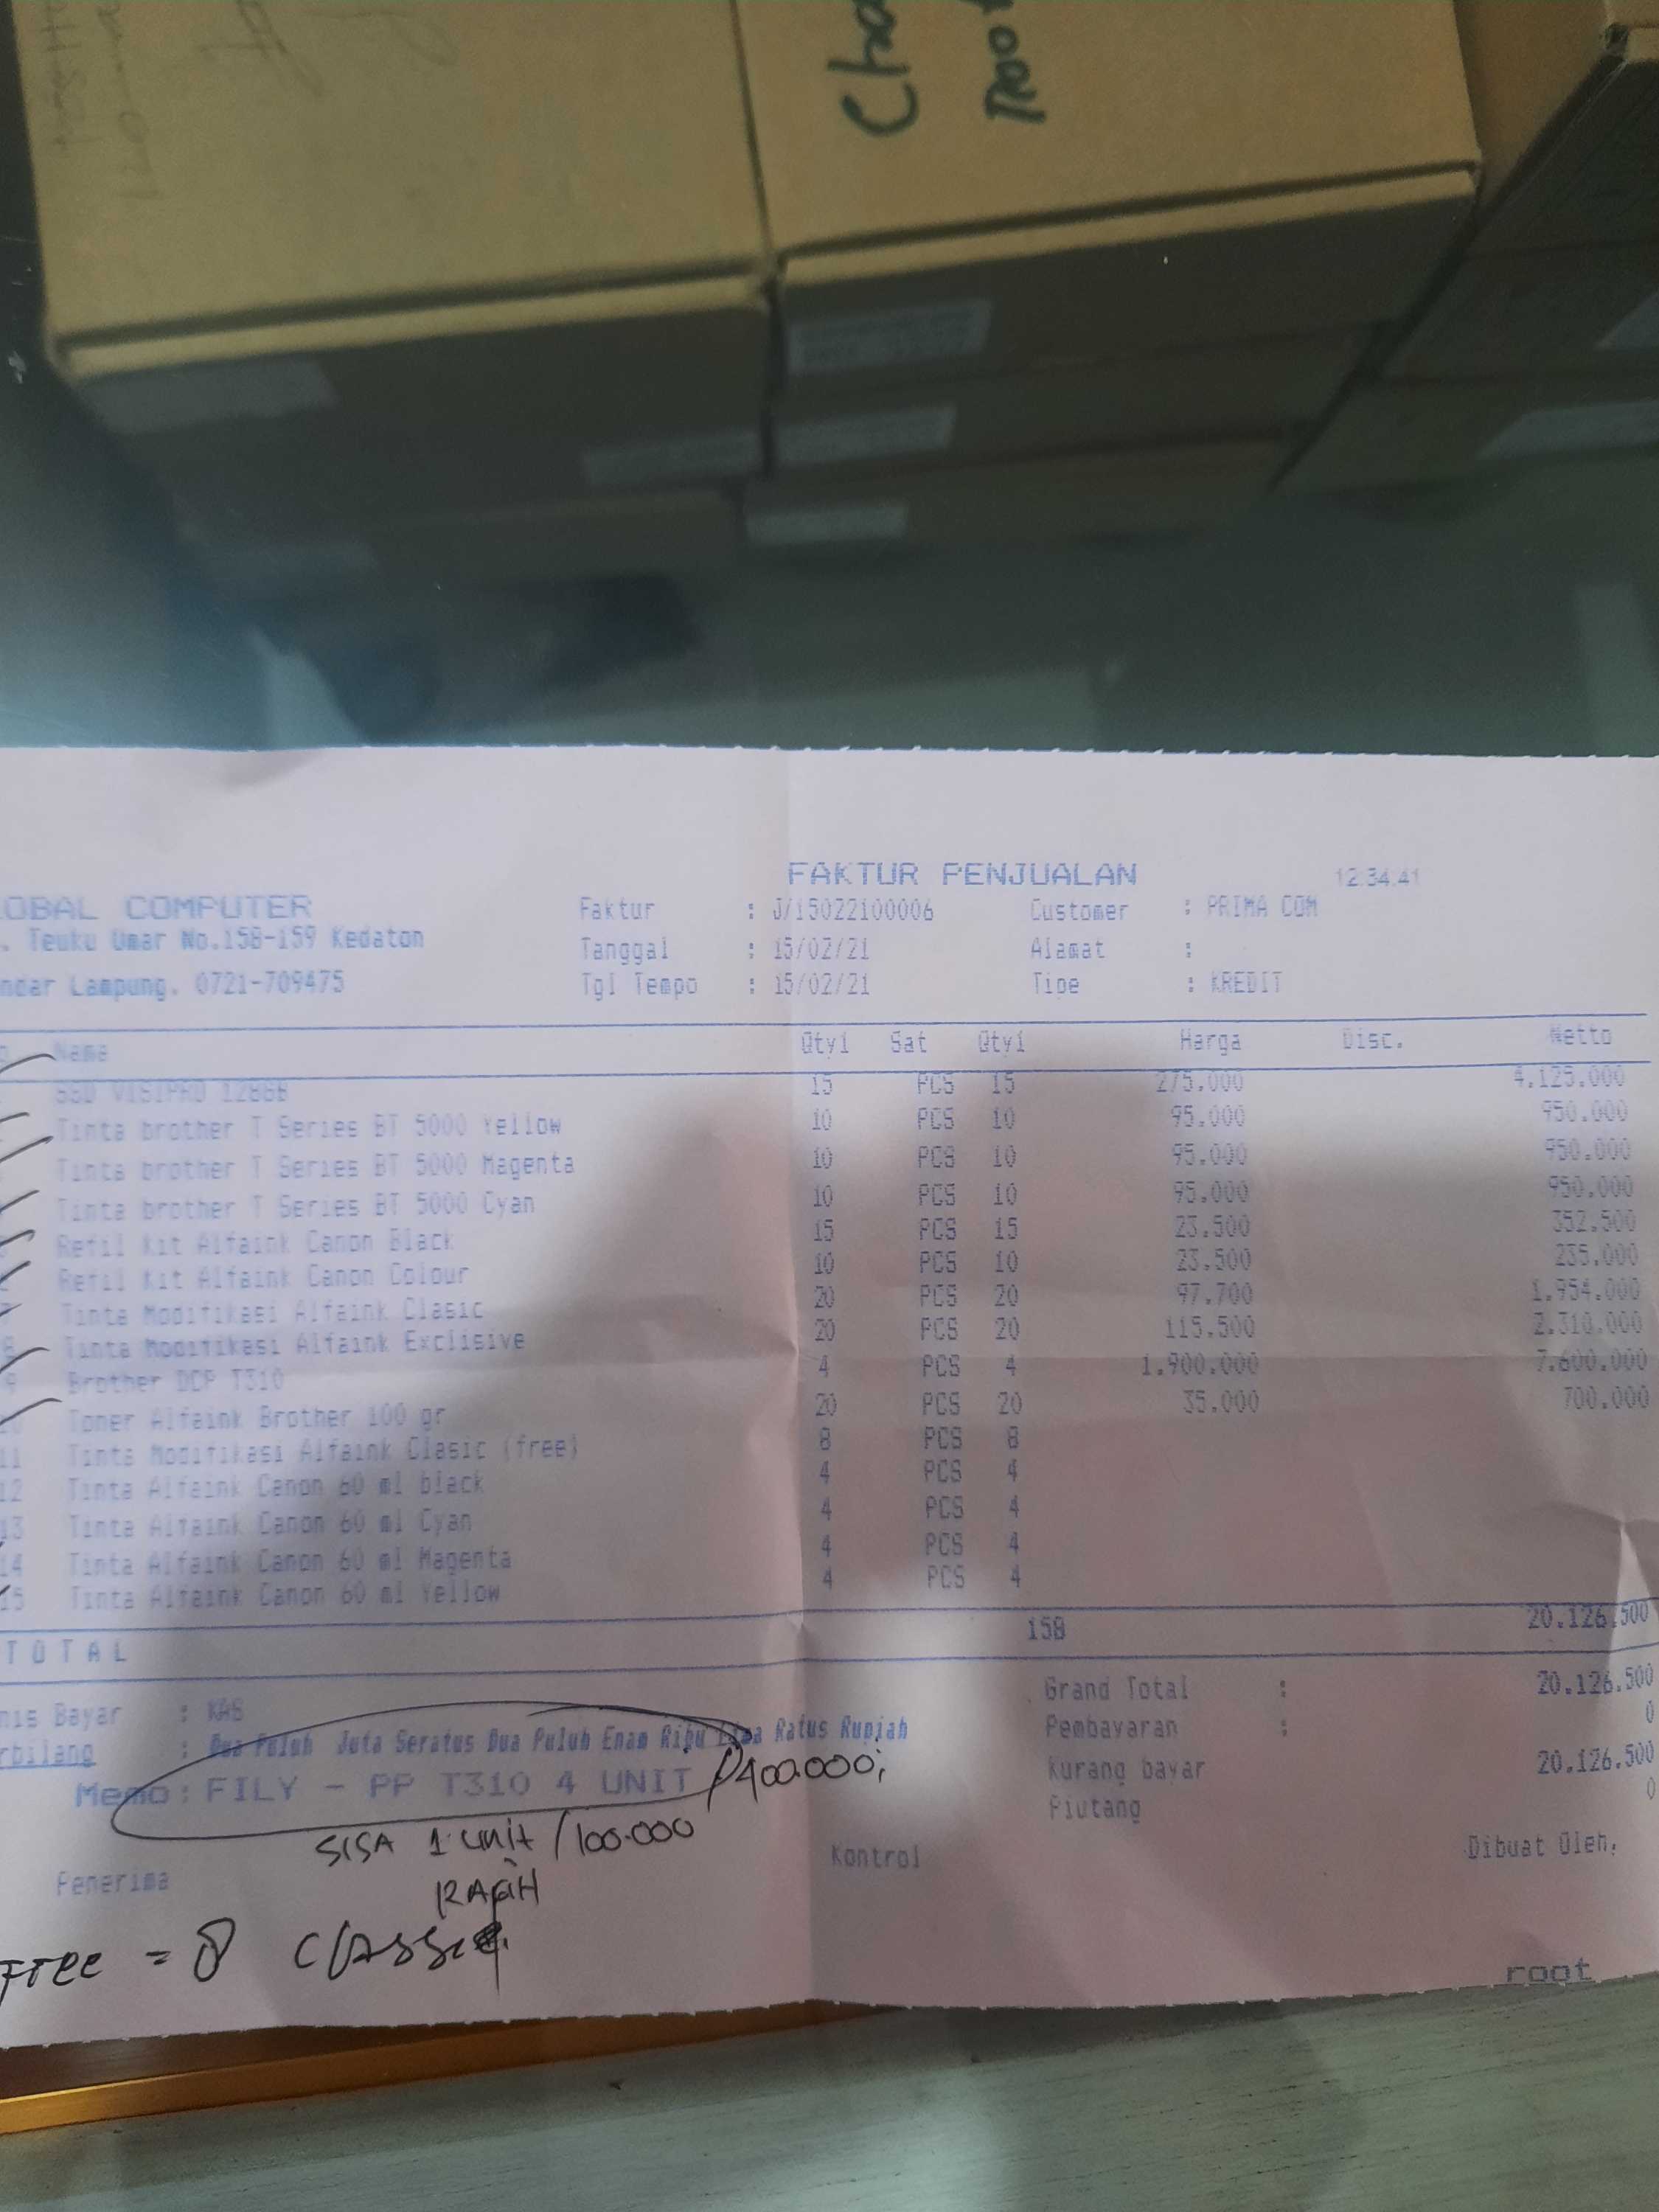 Cha
Roo
FAKTUR PENJUALAN 12:34:41
OBAL COMPUTER Faktur : J/15022100006 Customer : PRIMA COM
. Teuku Umar No.158-159 Kedaton Tanggal : 15/02/21 Alamat :
ndar Lampung. 0721-709475 Tgl Tempo : 15/02/21 Tipe : KREDIT
Nama Qty1 Sat Qty1 Harga Disc. Netto
SSD VISIPRO 128GB 15 PCS 15 275.000 4.125.000
Tinta brother T Series BT 5000 Yellow 10 PCS 10 95.000 950.000
Tinta brother T Series BT 5000 Magenta 10 PCS 10 95.000 950.000
Tinta brother T Series BT 5000 Cyan 10 PCS 10 95.000 950.000
Refil Kit Alfaink Canon Black 15 PCS 15 23.500 352.500
Refil Kit Alfaink Canon Colour 10 PCS 10 23.500 235.000
7 Tinta Modifikasi Alfaink Clasic 20 PCS 20 97.700 1.954.000
8 Tinta Modifikasi Alfaink Exclisive 20 PCS 20 115.500 2.310.000
9 Brother DCP T310 4 PCS 4 1.900.000 7.600.000
Toner Alfaink Brother 100 gr 20 PCS 20 35.000 700.000
11 Tinta Modifikasi Alfaink Clasic (free) 8 PCS 8
12 Tinta Alfaink Canon 60 ml black 4 PCS 4
13 Tinta Alfaink Canon 60 ml Cyan 4 PCS 4
14 Tinta Alfaink Canon 60 ml Magenta 4 PCS 4
15 Tinta Alfaink Canon 60 ml Yellow 4 PCS 4
TOTAL 158 20.126.500
nis Bayar : KAS Grand Total : 20.126.500
rbilang : Dua Puluh Juta Seratus Dua Puluh Enam Ribu Lima Ratus Rupiah Pembayaran : 0
Memo : FILY - PP T310 4 UNIT 400.000; Kurang bayar 20.126.500
Piutang 0
SISA 1 unit /100.000
Penerima Kontrol Dibuat Oleh,
Free = 8 classic
root